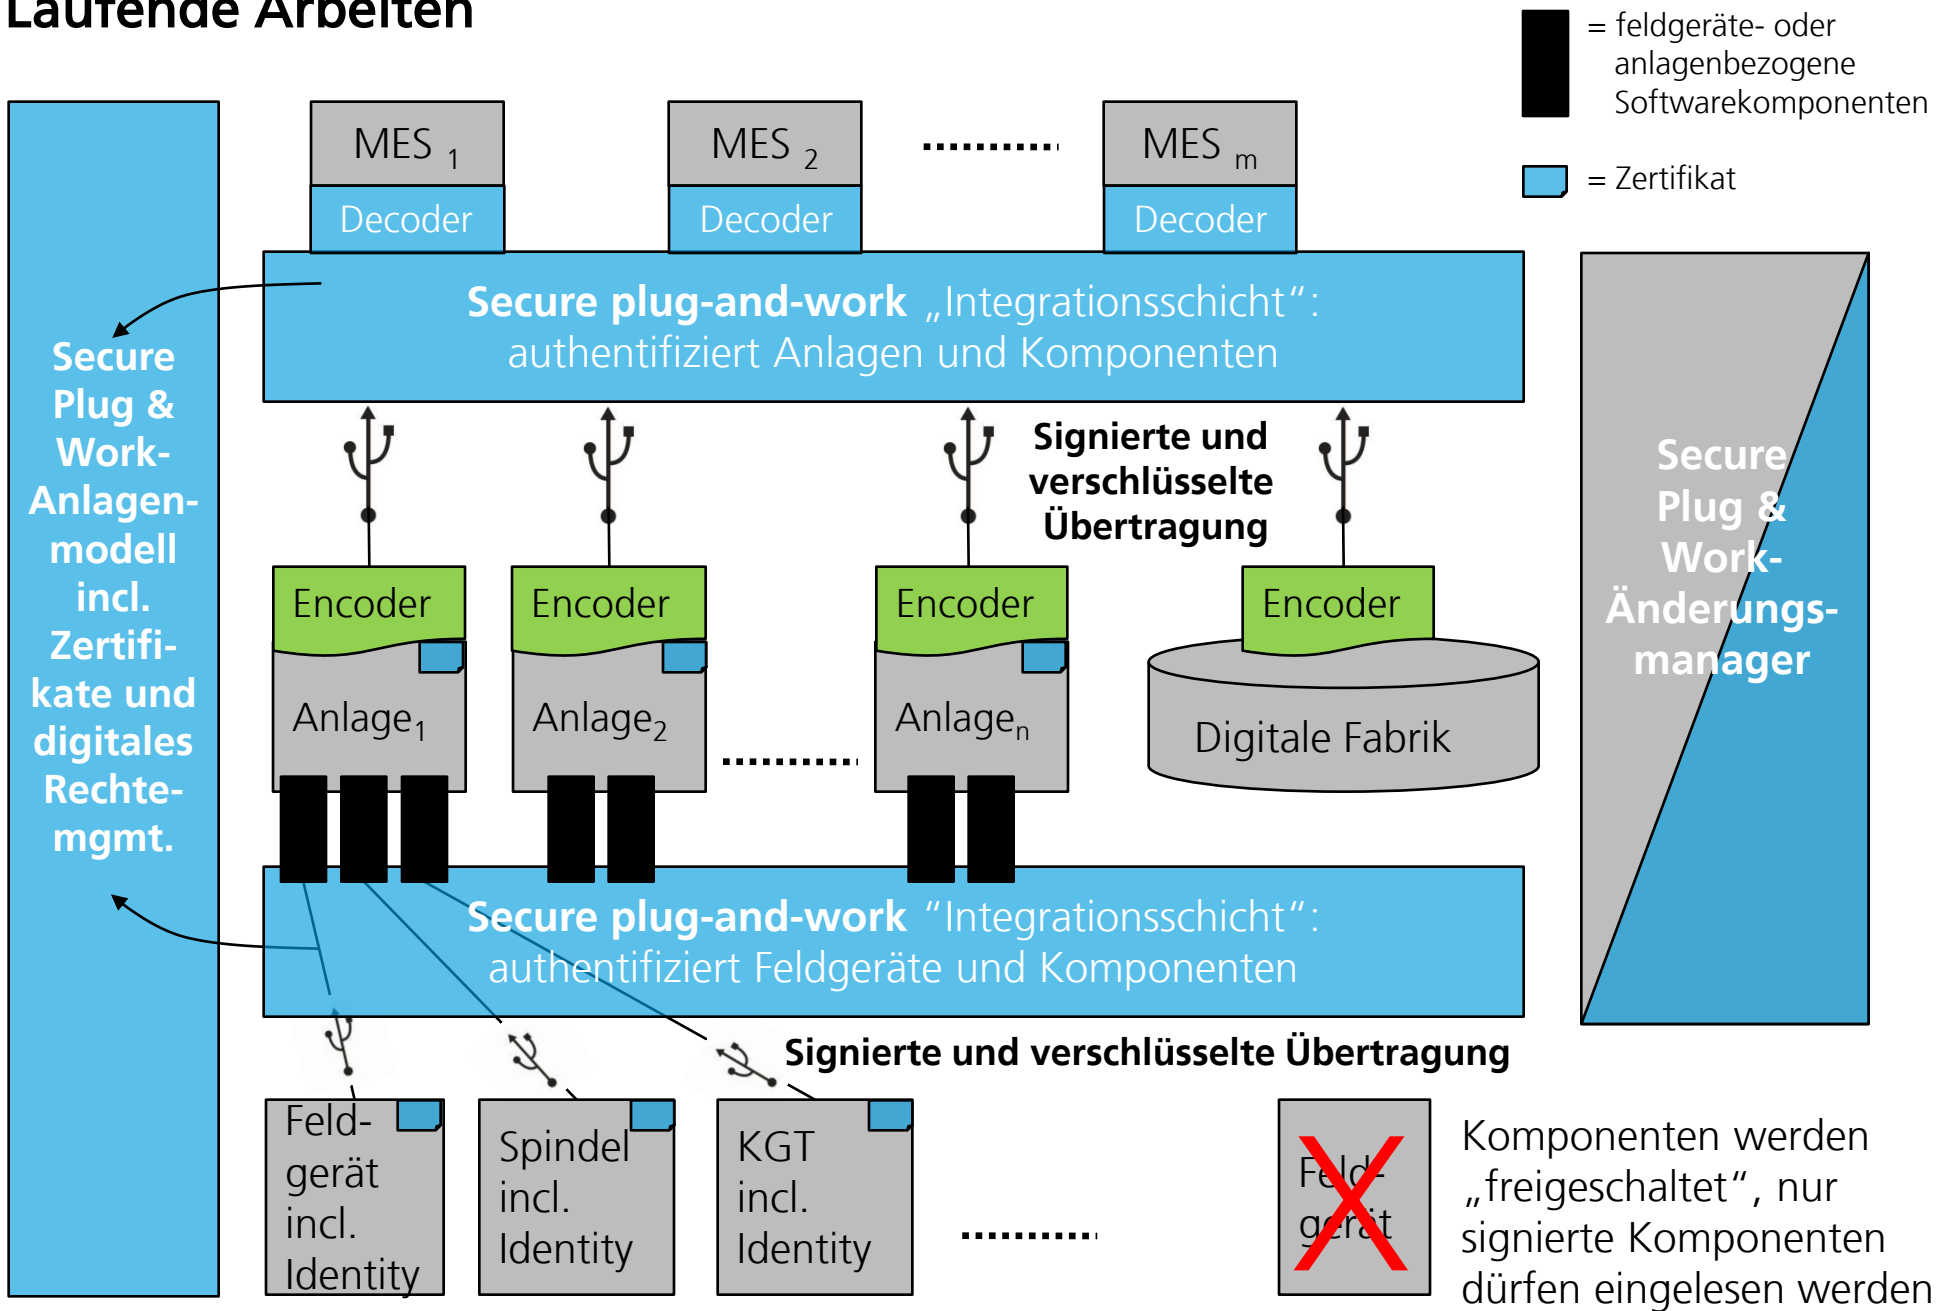 Laufende Arbeiten
= feldgeräte- oder
anlagenbezogene
Softwarekomponenten
= Zertifikat
MES 1
MES 2
MES m
Decoder
Decoder
Decoder
Secure plug-and-work „Integrationsschicht“:
authentifiziert Anlagen und Komponenten
Secure
Plug &
Work-
Anlagen-
modell
incl.
Zertifi-
kate und
digitales
Rechte-
mgmt.
Signierte und
verschlüsselte
Übertragung
Secure
Plug &
Work-
Änderungs-
manager
Encoder
Encoder
Encoder
Encoder
Anlage1
Anlage2
Anlagen
Digitale Fabrik
Secure plug-and-work “Integrationsschicht“:
authentifiziert Feldgeräte und Komponenten
Signierte und verschlüsselte Übertragung
Feld-
gerät
incl.
Identity
Spindel
incl.
Identity
KGT
incl.
Identity
Feld-
gerät
Komponenten werden
„freigeschaltet“, nur
signierte Komponenten
dürfen eingelesen werden